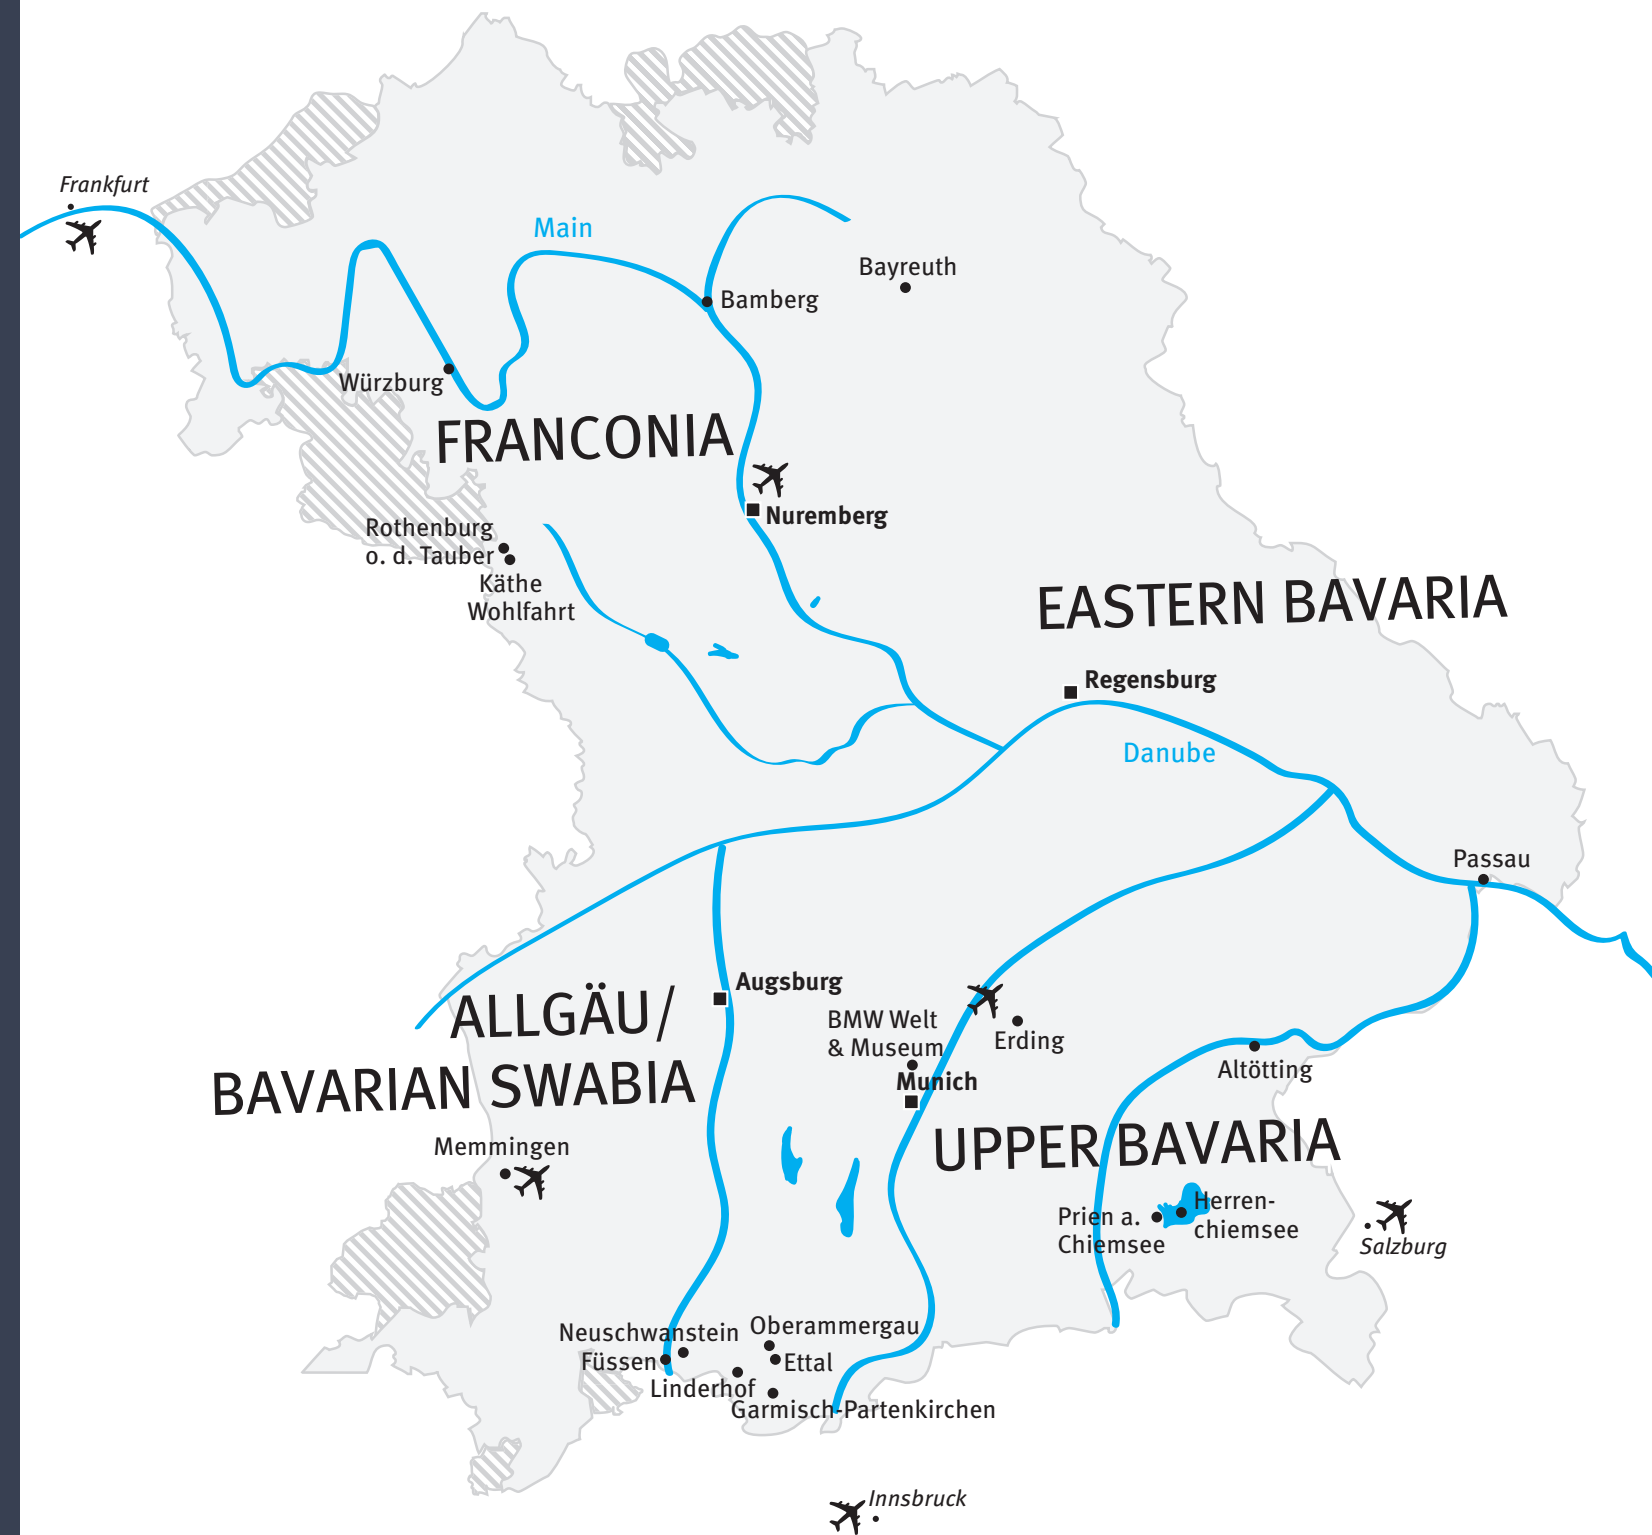 Frankfurt
Main
Bayreuth
Bamberg
Würzburg
FRANCONIA
Nuremberg
Rothenburg
o. d. Tauber
Käthe
Wohlfahrt
EASTERN BAVARIA
Regensburg
Danube
Passau
Augsburg
ALLGÄU/
BAVARIAN SWABIA
BMW Welt
& Museum
Munich
Erding
Altötting
UPPER BAVARIA
Memmingen
Prien a.
Chiemsee
Herren-
chiemsee
Salzburg
Neuschwanstein
Füssen
Oberammergau
Ettal
Linderhof
Garmisch-Partenkirchen
Innsbruck